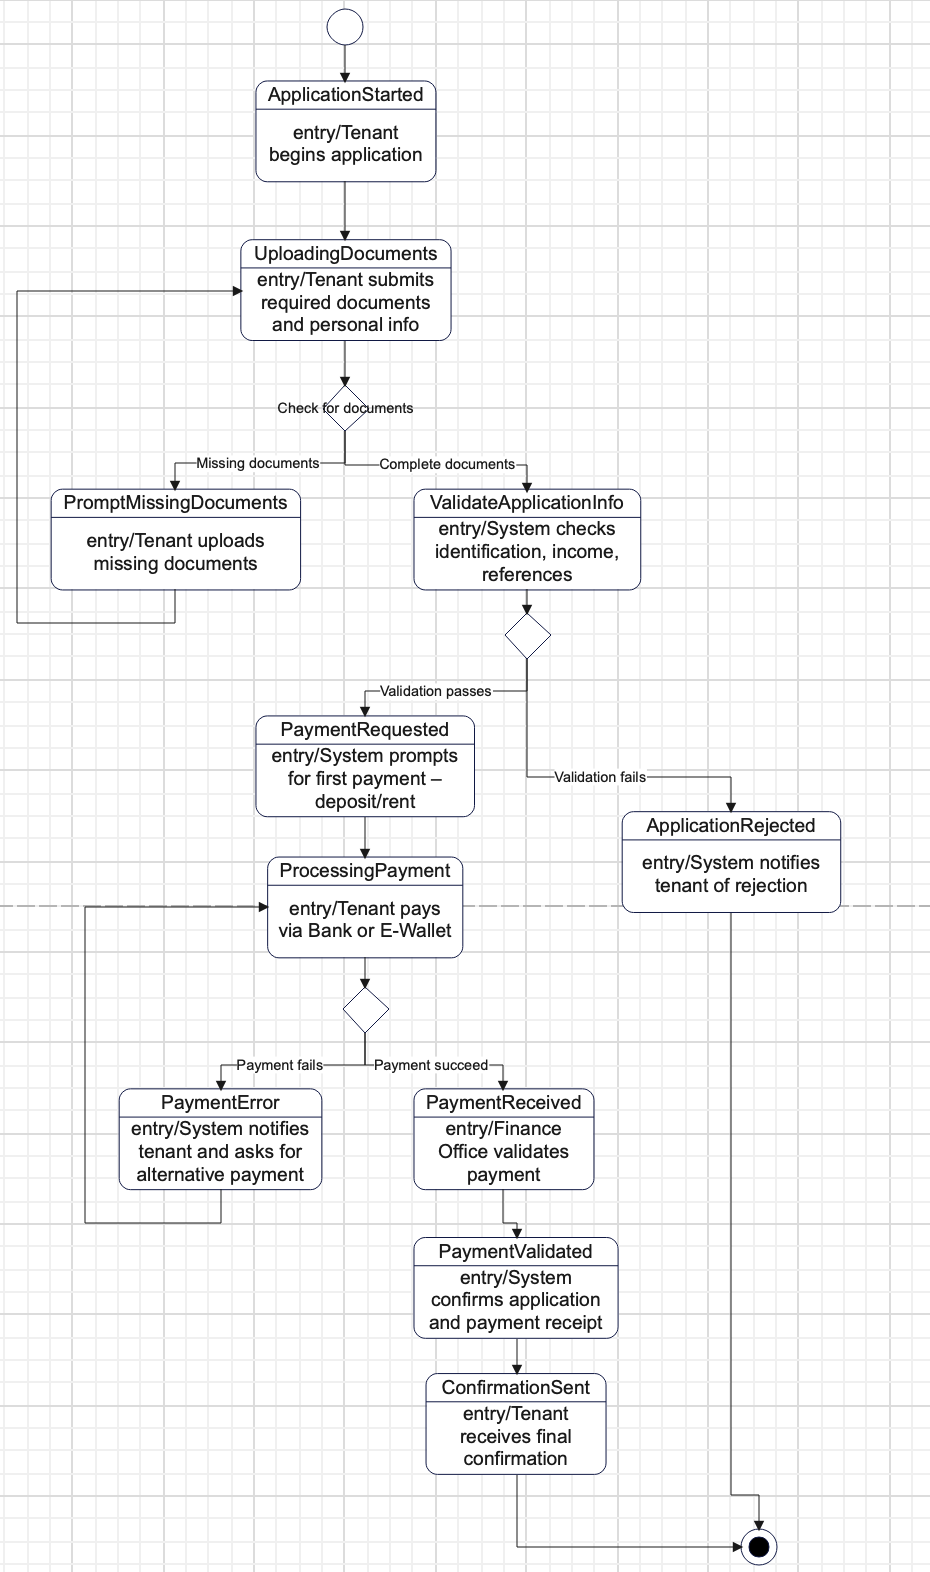 ApplicationStarted
entry/Tenant
begins application
UploadingDocuments
entry/Tenant submits
required documents
and personal info
Check for documents
Missing documents
Complete documents
PromptMissingDocuments
entry/Tenant uploads
missing documents
ValidateApplicationInfo
entry/System checks
identification, income,
references
Validation passes
PaymentRequested
entry/System prompts
for first payment –
deposit/rent
Validation fails
ApplicationRejected
entry/System notifies
tenant of rejection
ProcessingPayment
entry/Tenant pays
via Bank or E-Wallet
Payment fails
Payment succeed
PaymentError
entry/System notifies
tenant and asks for
alternative payment
PaymentReceived
entry/Finance
Office validates
payment
PaymentValidated
entry/System
confirms application
and payment receipt
ConfirmationSent
entry/Tenant
receives final
confirmation